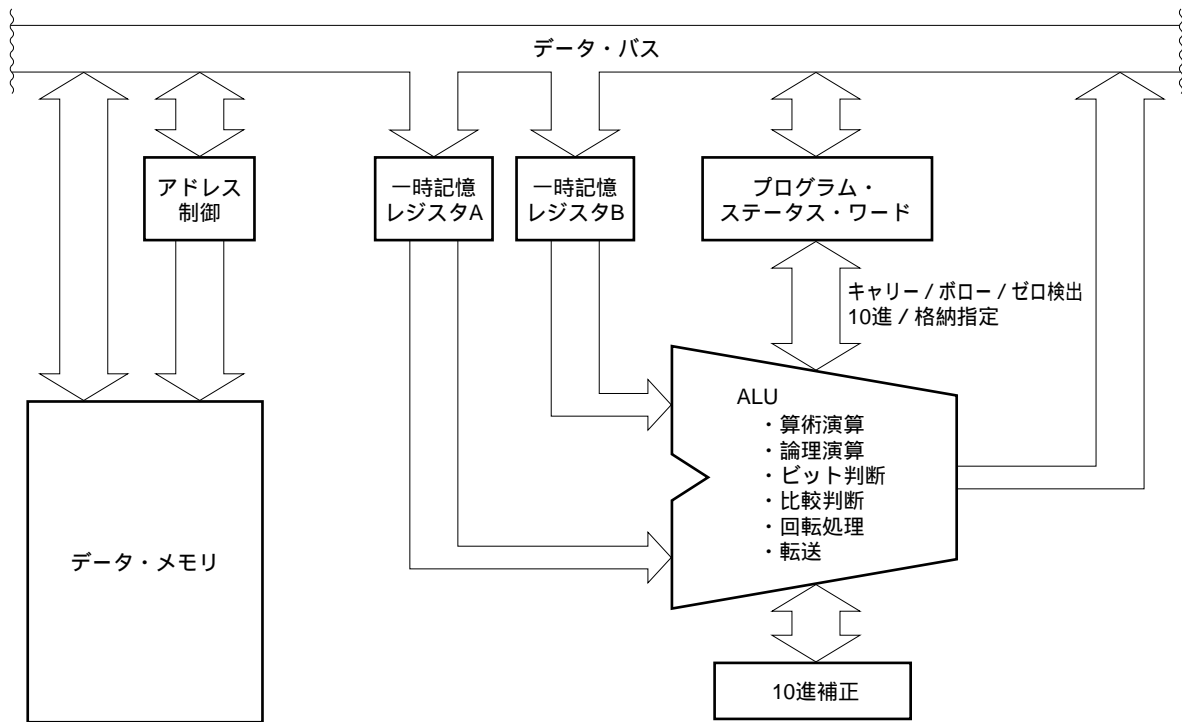 データ・バス
アドレス
制御
一時記憶
レジスタA
一時記憶
レジスタB
プログラム・
ステータス・ワード
キャリー / ボロー / ゼロ検出
10進 / 格納指定
ALU
・算術演算
・論理演算
・ビット判断
・比較判断
・回転処理
・転送
データ・メモリ
10進補正